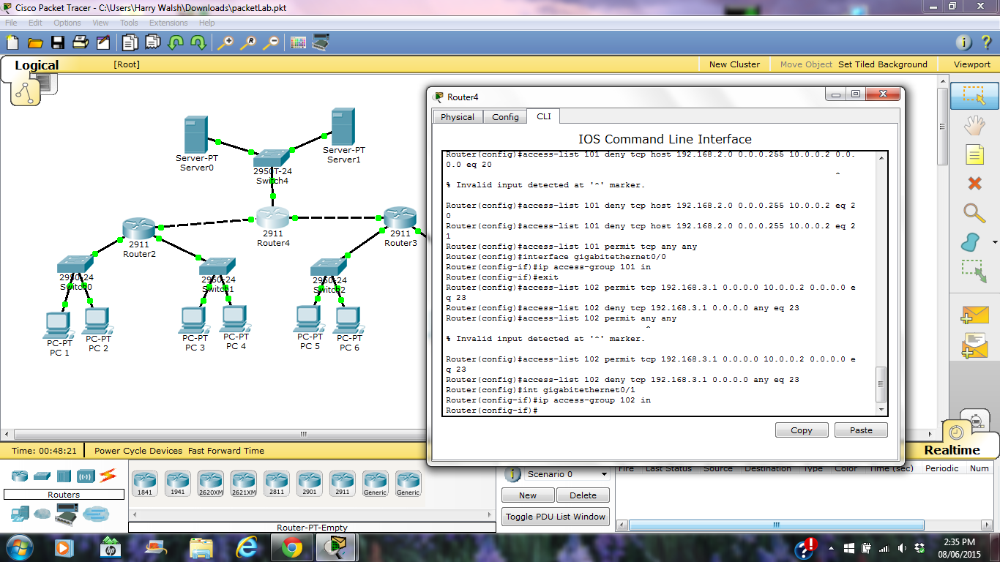 Cisco Packet Tracer - C:\Users\Harry Walsh\Downloads\packetLab.pkt
File Edit Options View Tools Extensions Help
Logical
[Root]
New Cluster
Move Object
Set Tiled Background
Viewport
Server-PT
Server0
Server-PT
Server1
2950T-24
Switch4
2911
Router4
2911
Router2
2911
Router3
2950-24
Switch0
2950-24
Switch1
2950-24
Switch2
PC-PT
PC 1
PC-PT
PC 2
PC-PT
PC 3
PC-PT
PC 4
PC-PT
PC 5
PC-PT
PC 6
Router4
Physical
Config
CLI
IOS Command Line Interface
Router(config)#access-list 101 deny tcp host 192.168.2.0 0.0.0.255 10.0.0.2 0.0.
0.0 eq 20
^
% Invalid input detected at '^' marker.
Router(config)#access-list 101 deny tcp host 192.168.2.0 0.0.0.255 10.0.0.2 eq 2
0
Router(config)#access-list 101 deny tcp host 192.168.2.0 0.0.0.255 10.0.0.2 eq 2
1
Router(config)#access-list 101 permit tcp any any
Router(config)#interface gigabitethernet0/0
Router(config-if)#ip access-group 101 in
Router(config-if)#exit
Router(config)#access-list 102 permit tcp 192.168.3.1 0.0.0.0 10.0.0.2 0.0.0.0 e
q 23
Router(config)#access-list 102 deny tcp 192.168.3.1 0.0.0.0 any eq 23
Router(config)#access-list 102 permit any any
^
% Invalid input detected at '^' marker.
Router(config)#access-list 102 permit tcp 192.168.3.1 0.0.0.0 10.0.0.2 0.0.0.0 e
q 23
Router(config)#access-list 102 deny tcp 192.168.3.1 0.0.0.0 any eq 23
Router(config)#int gigabitethernet0/1
Router(config-if)#ip access-group 102 in
Router(config-if)#
Copy
Paste
Time: 00:48:21
Power Cycle Devices Fast Forward Time
Realtime
Routers
1841
1941
2620XM
2621XM
2811
2901
2911
Generic
Generic
Router-PT-Empty
Scenario 0
New
Delete
Toggle PDU List Window
Fire Last Status Source Destination Type Color Time (sec) Periodic Num
2:35 PM
08/06/2015